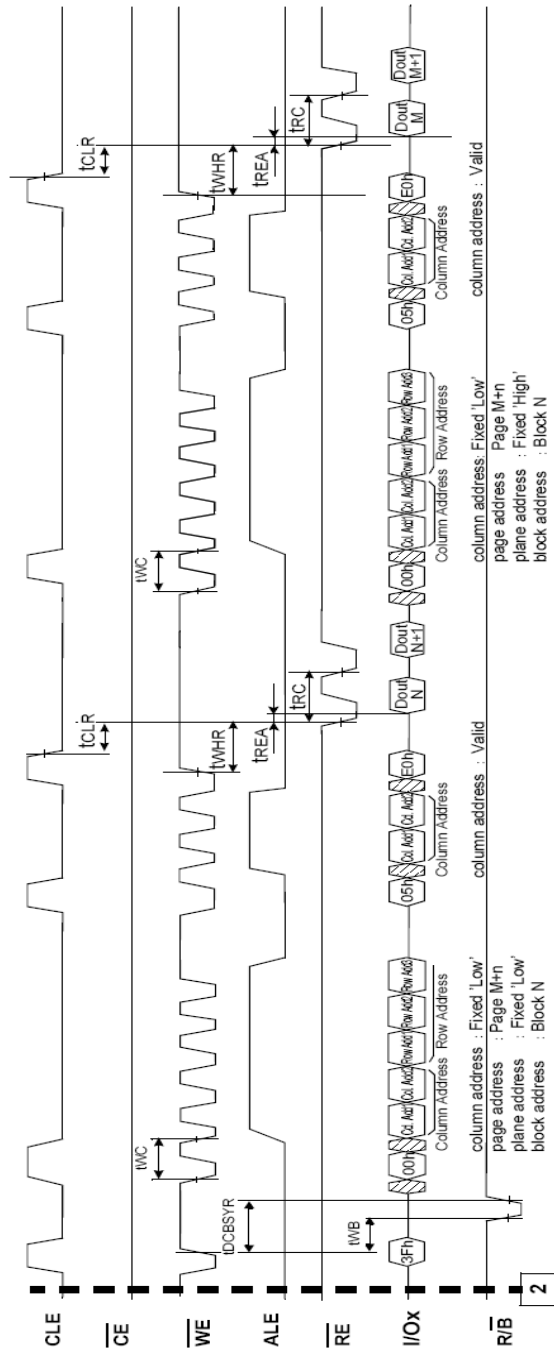 CLE
tCLR
tCLR
CE
WE
tWC
tWC
tWHR
tWHR
tDCBSYR
ALE
tREA
tREA
tWB
RE
tRC
tRC
I/Ox
3Fh 00h Col. Add1 Col. Add2 Row Add1 Row Add2 Row Add3 05h Col. Add1 Col. Add2 E0h Dout N Dout N+1 00h Col. Add1 Col. Add2 Row Add1 Row Add2 Row Add3 05h Col. Add1 Col. Add2 E0h Dout M Dout M+1
Column Address Row Address Column Address Column Address Row Address Column Address
R/B
column address : Fixed 'Low'
page address : Page M+n
plane address : Fixed 'Low'
block address : Block N
column address : Valid
column address: Fixed 'Low'
page address : Page M+n
plane address : Fixed 'High'
block address : Block N
column address : Valid
2